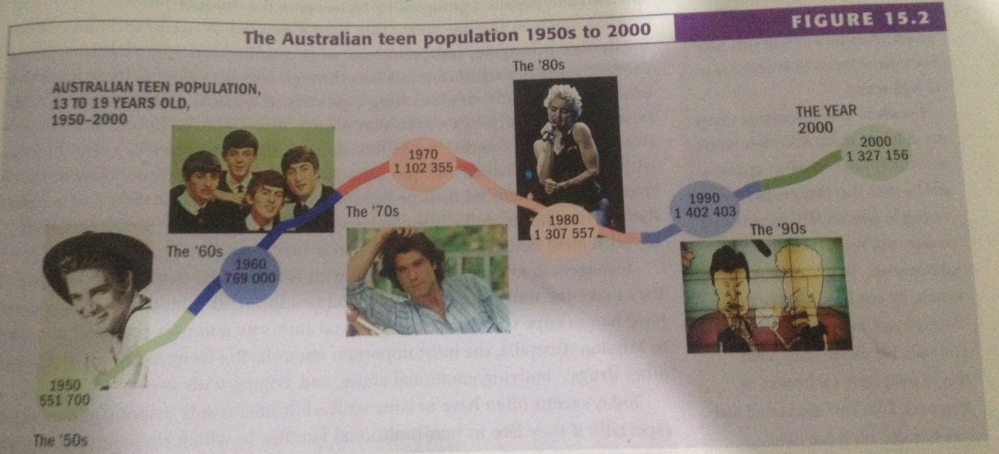 The Australian teen population 1950s to 2000
FIGURE 15.2
AUSTRALIAN TEEN POPULATION,
13 TO 19 YEARS OLD,
1950–2000
The '50s
1950
551 700
The '60s
1960
769 000
The '70s
1970
1 102 355
The '80s
1980
1 307 557
The '90s
1990
1 402 403
THE YEAR
2000
2000
1 327 156